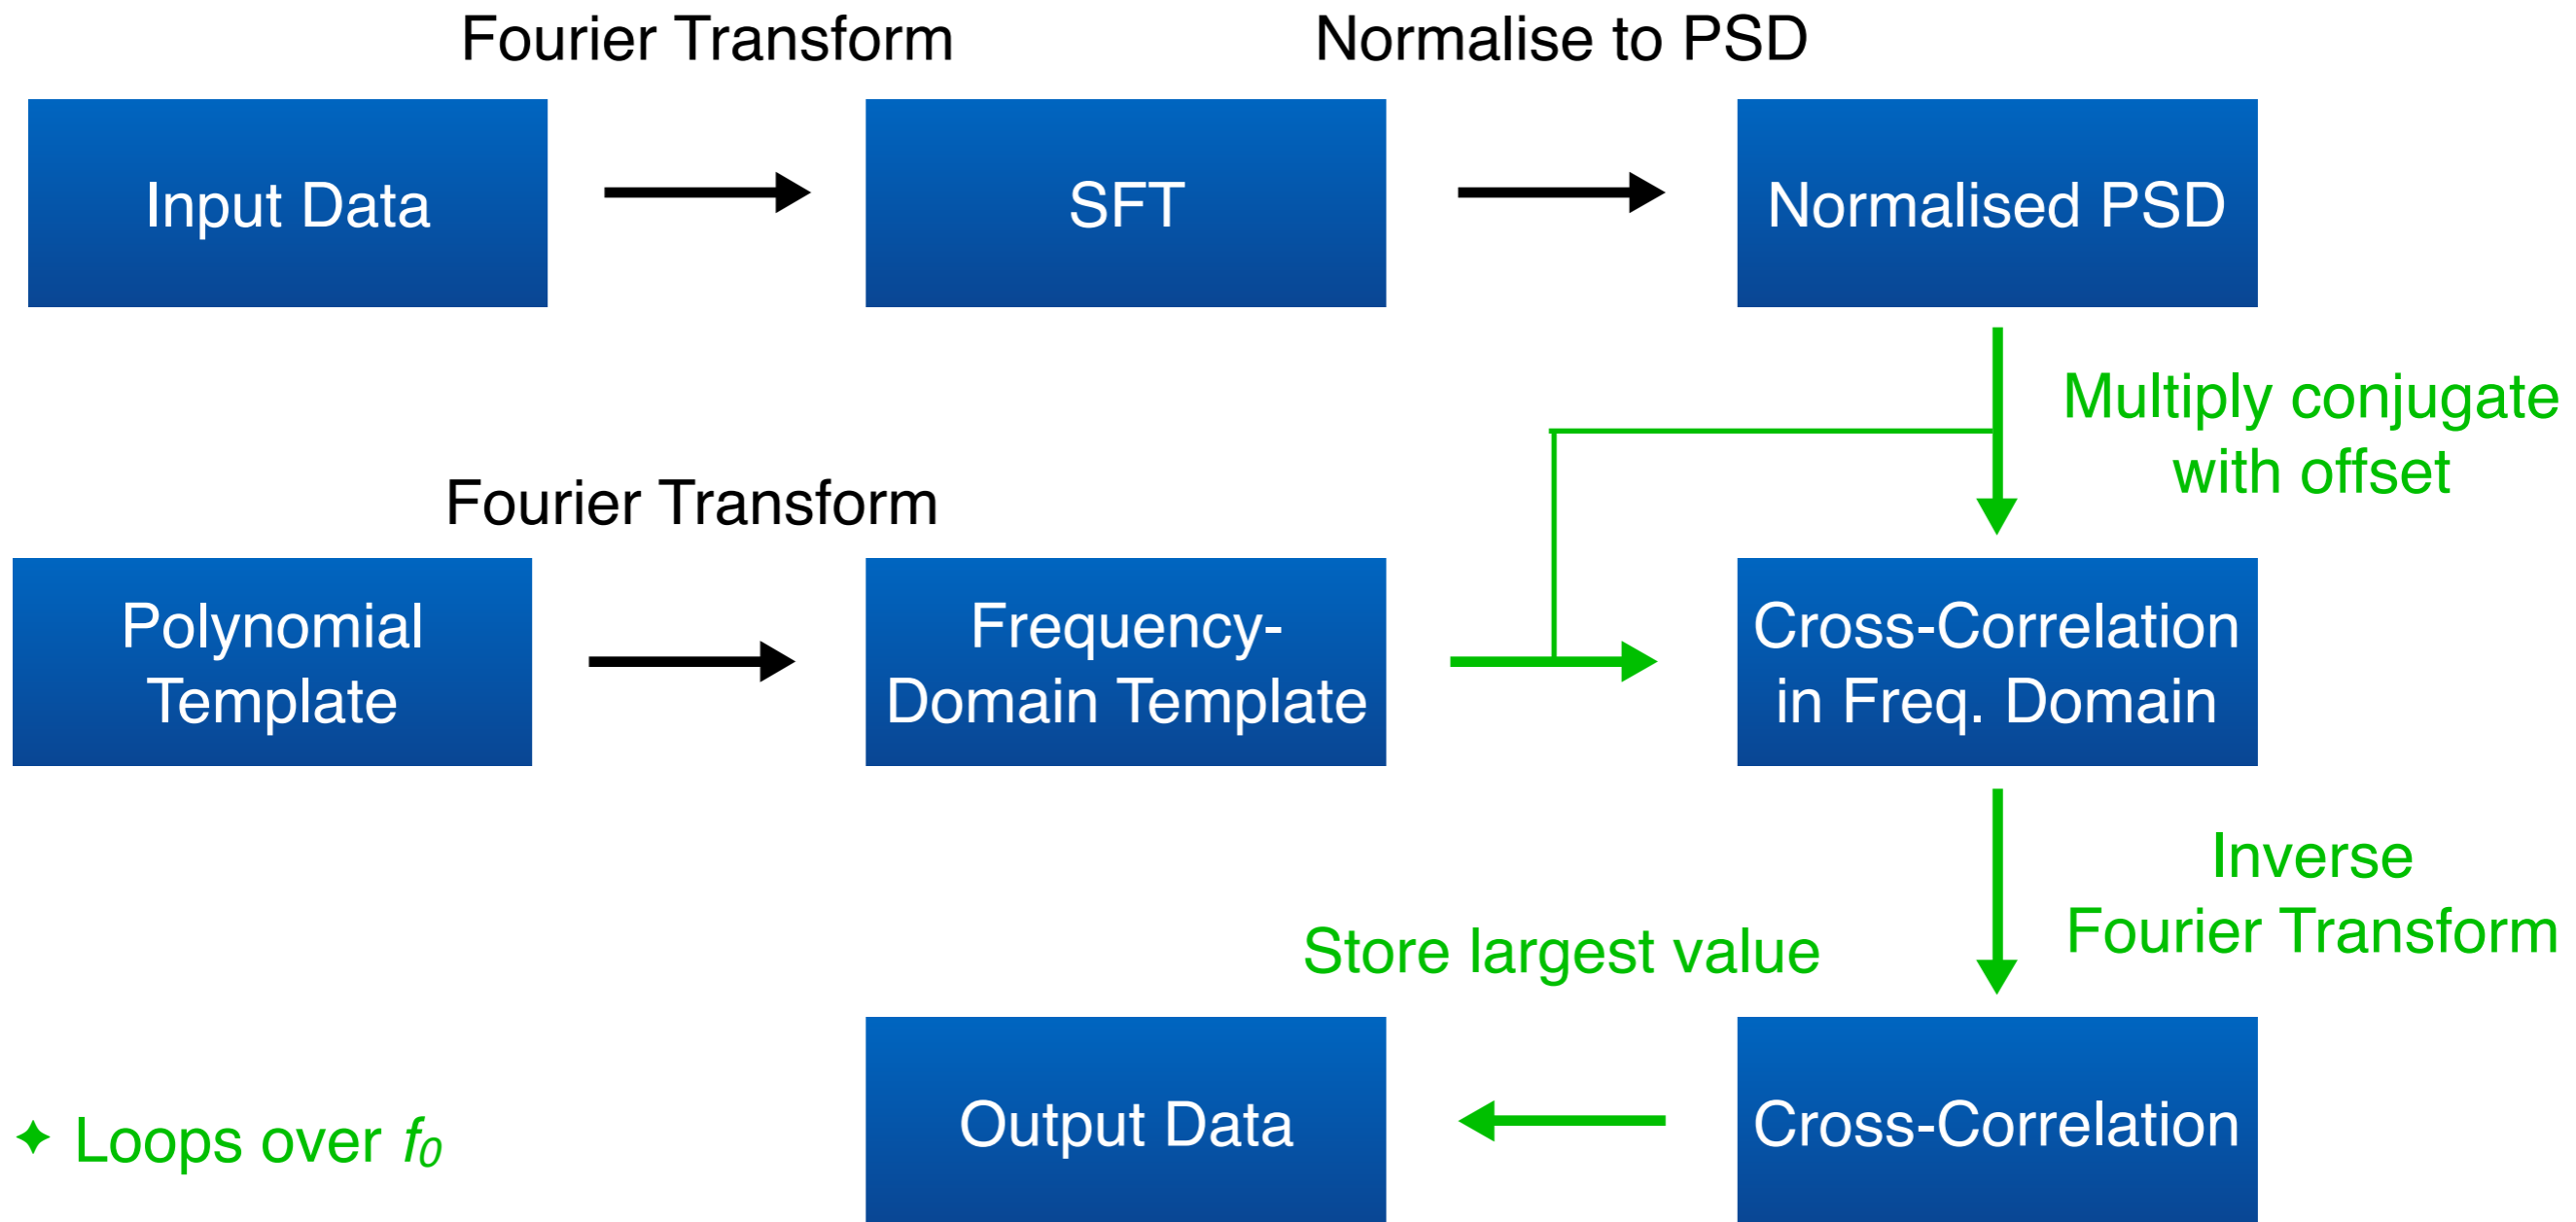 Fourier Transform
Normalise to PSD
Input Data
SFT
Normalised PSD
Multiply conjugate
with offset
Fourier Transform
Polynomial
Template
Frequency-
Domain Template
Cross-Correlation
in Freq. Domain
Inverse
Fourier Transform
Store largest value
Output Data
Cross-Correlation
✦ Loops over f₀